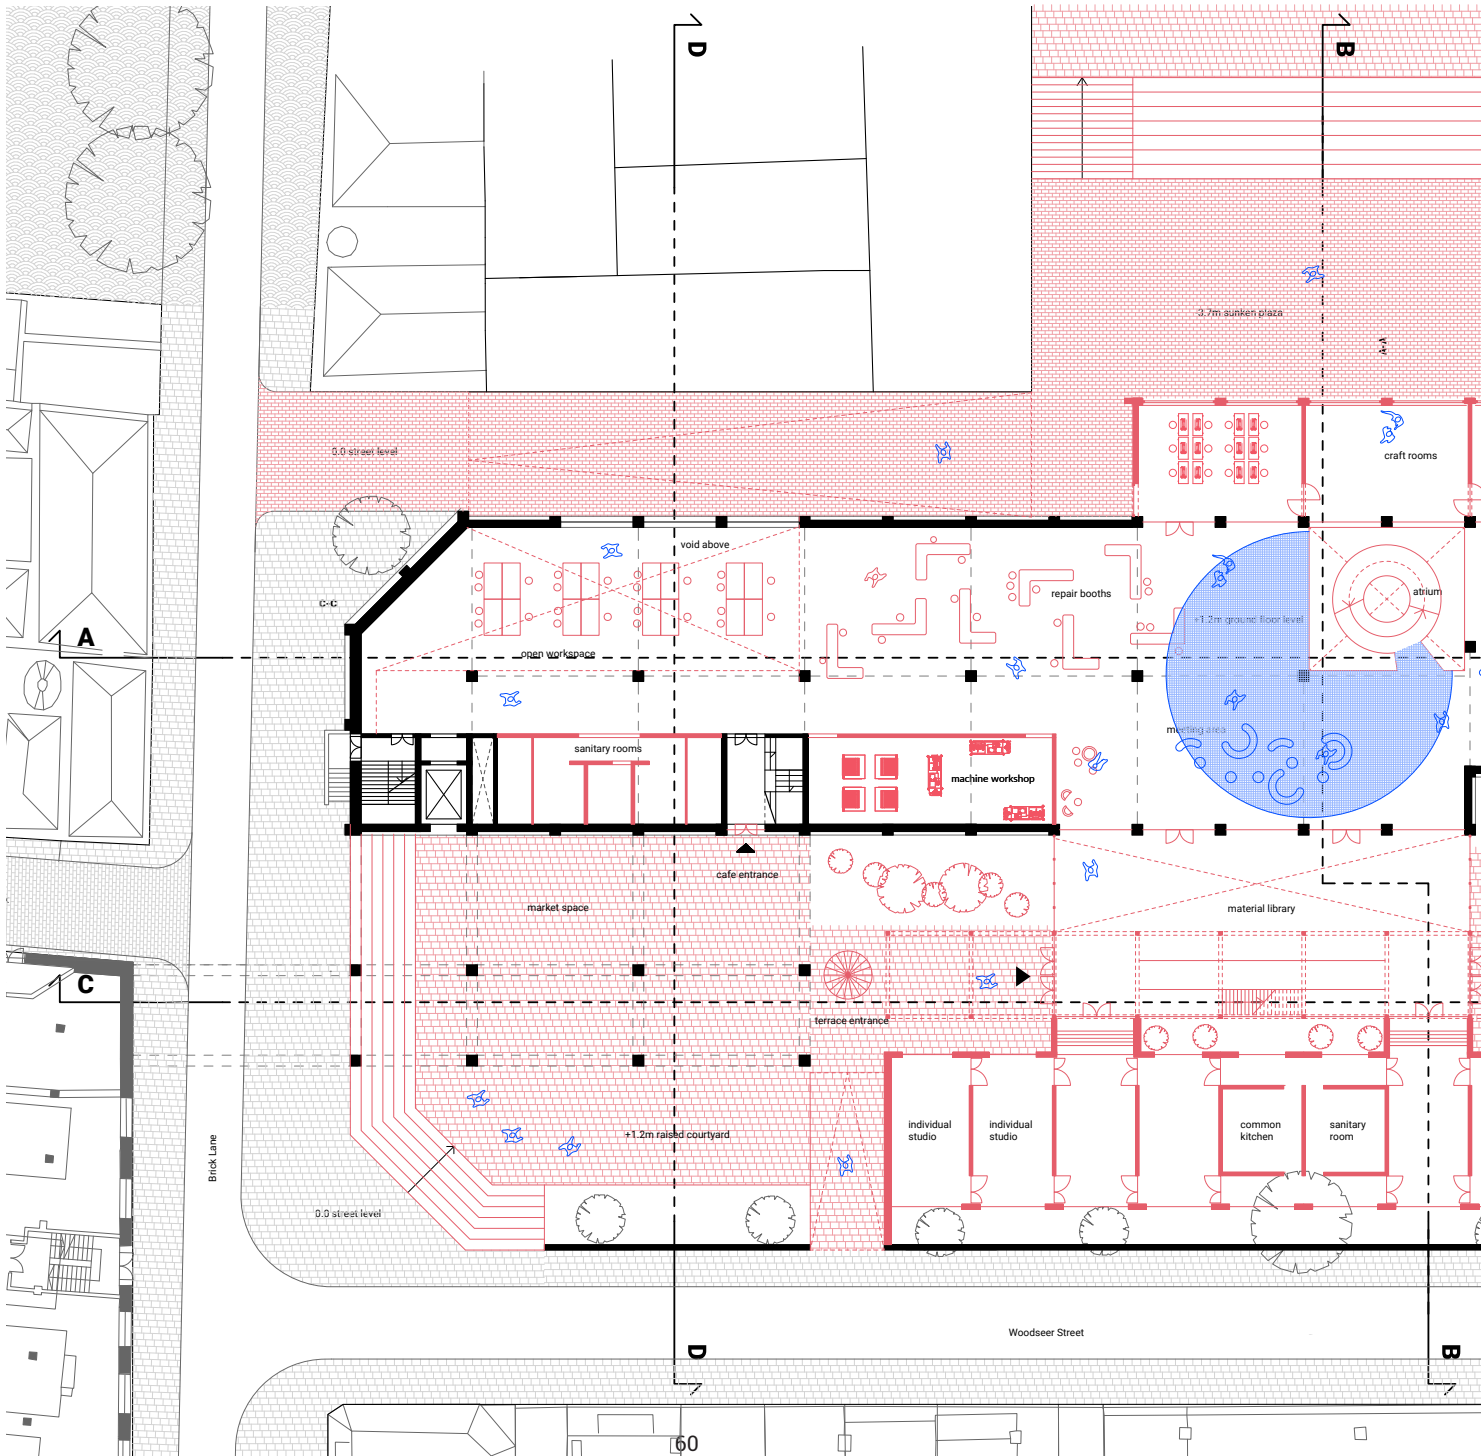 D
B
-3.7m sunken plaza
V-V
craft rooms
0.0 street level
void above
repair booths
atrium
C-C
+1.2m ground floor level
A
open workspace
meeting area
sanitary rooms
machine workshop
cafe entrance
market space
material library
C
terrace entrance
individual
studio
individual
studio
common
kitchen
sanitary
room
+1.2m raised courtyard
Brick Lane
0.0 street level
Woodseer Street
D
B
60